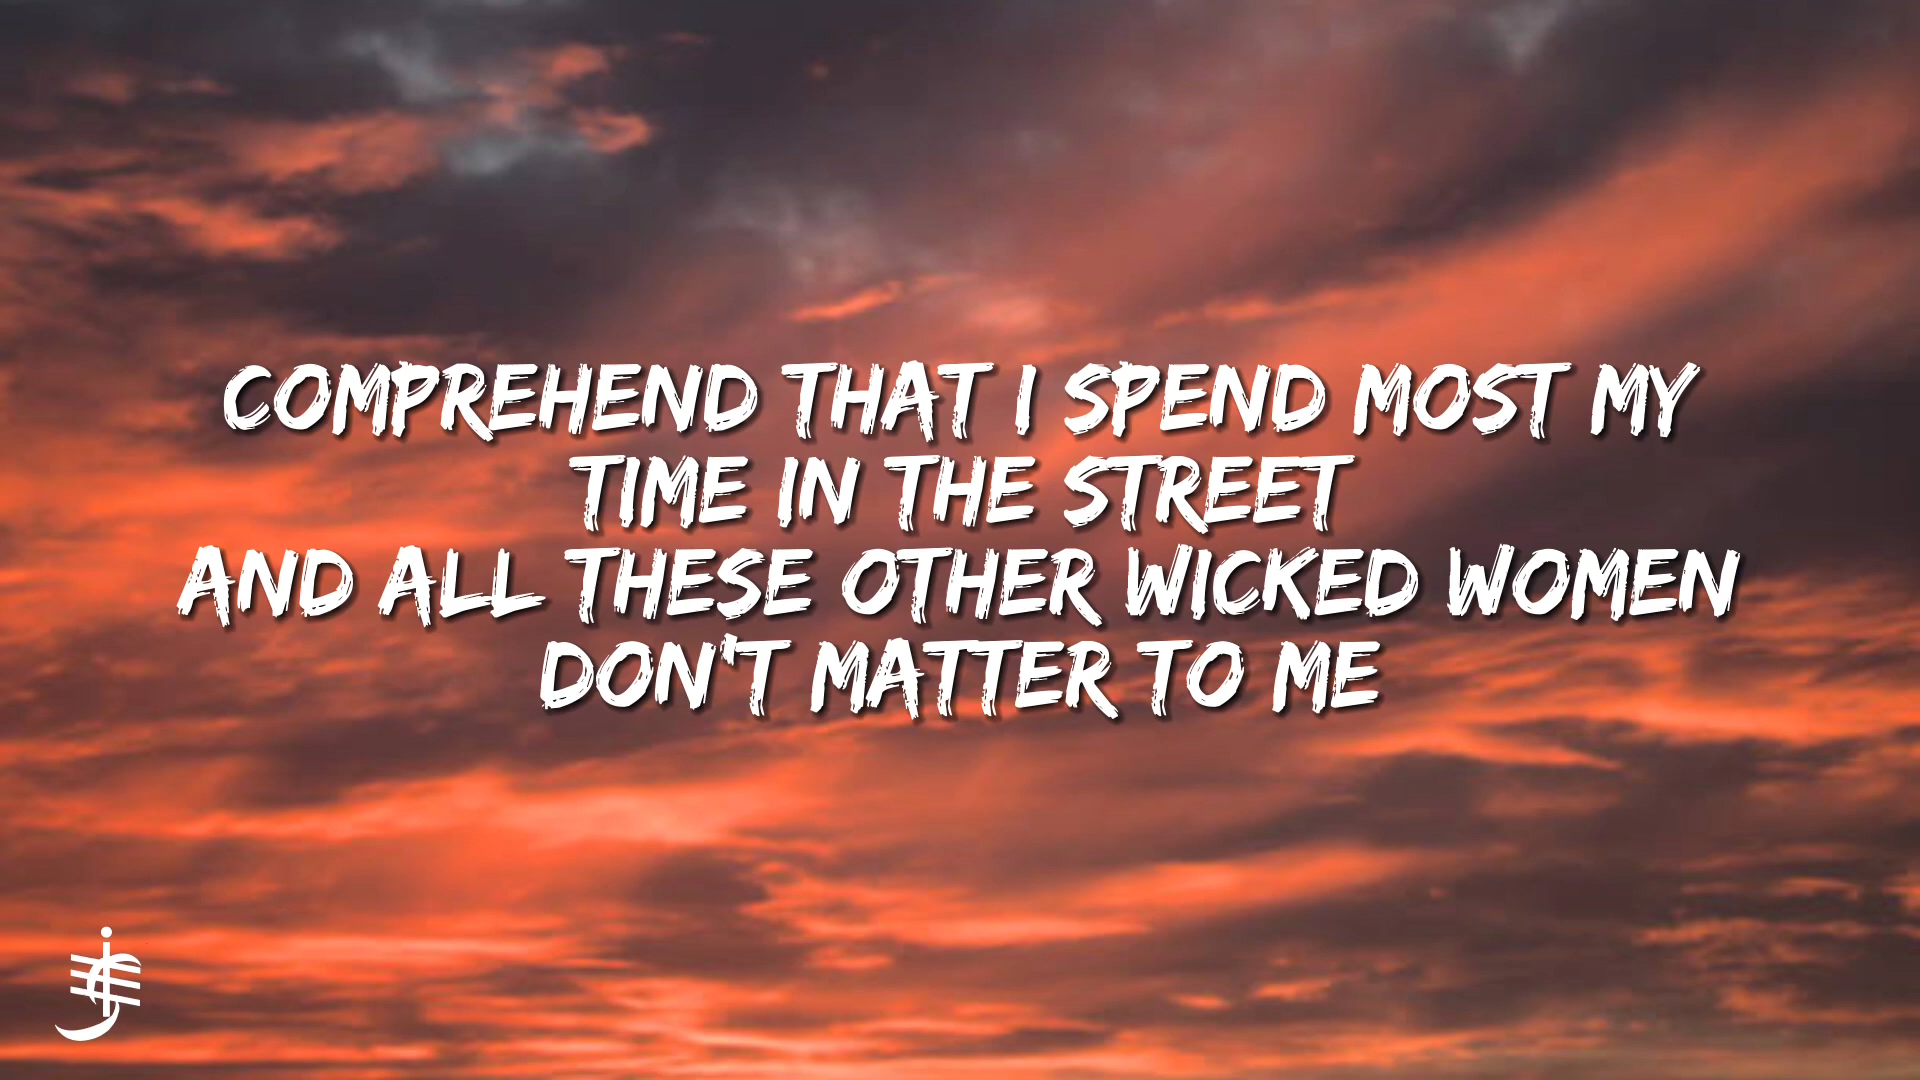 COMPREHEND THAT I SPEND MOST MY
TIME IN THE STREET
AND ALL THESE OTHER WICKED WOMEN
DON'T MATTER TO ME